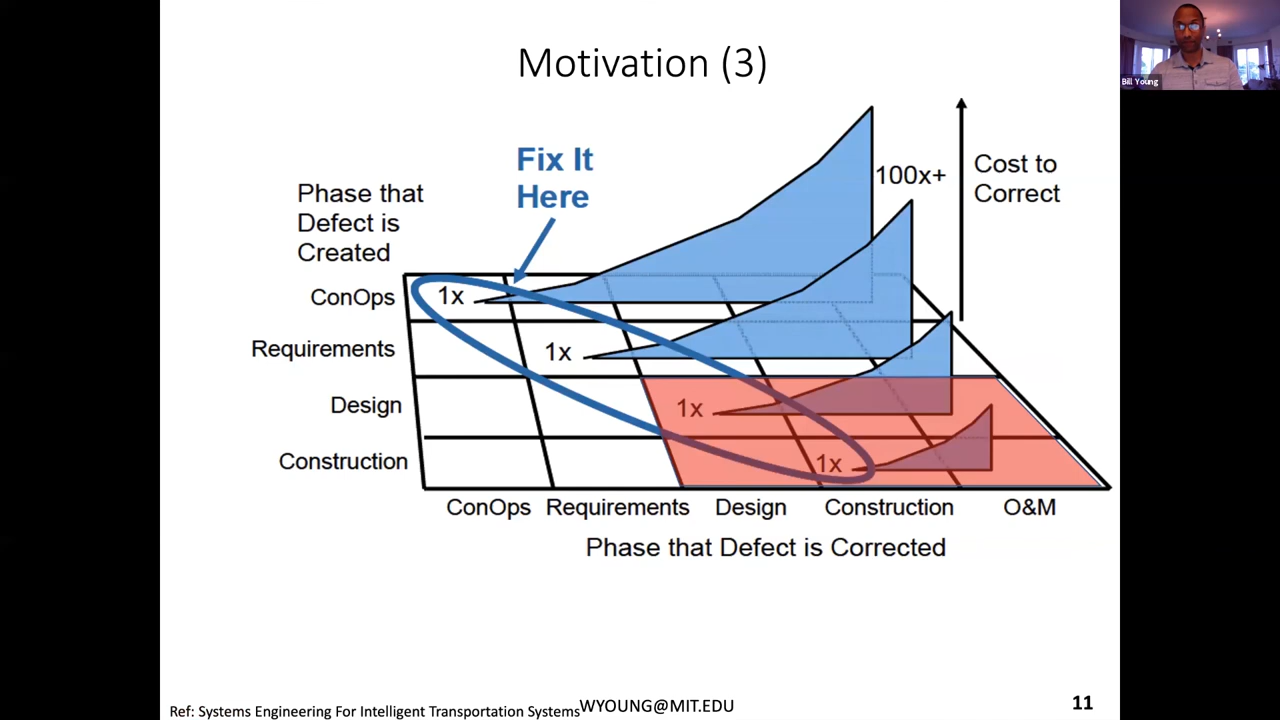 Motivation (3)
Bill Young
Fix It
Here
Phase that
Defect is
Created
100x+
Cost to
Correct
ConOps
1x
Requirements
1x
Design
1x
Construction
1x
ConOps
Requirements
Design
Construction
O&M
Phase that Defect is Corrected
Ref: Systems Engineering For Intelligent Transportation Systems
WYOUNG@MIT.EDU
11